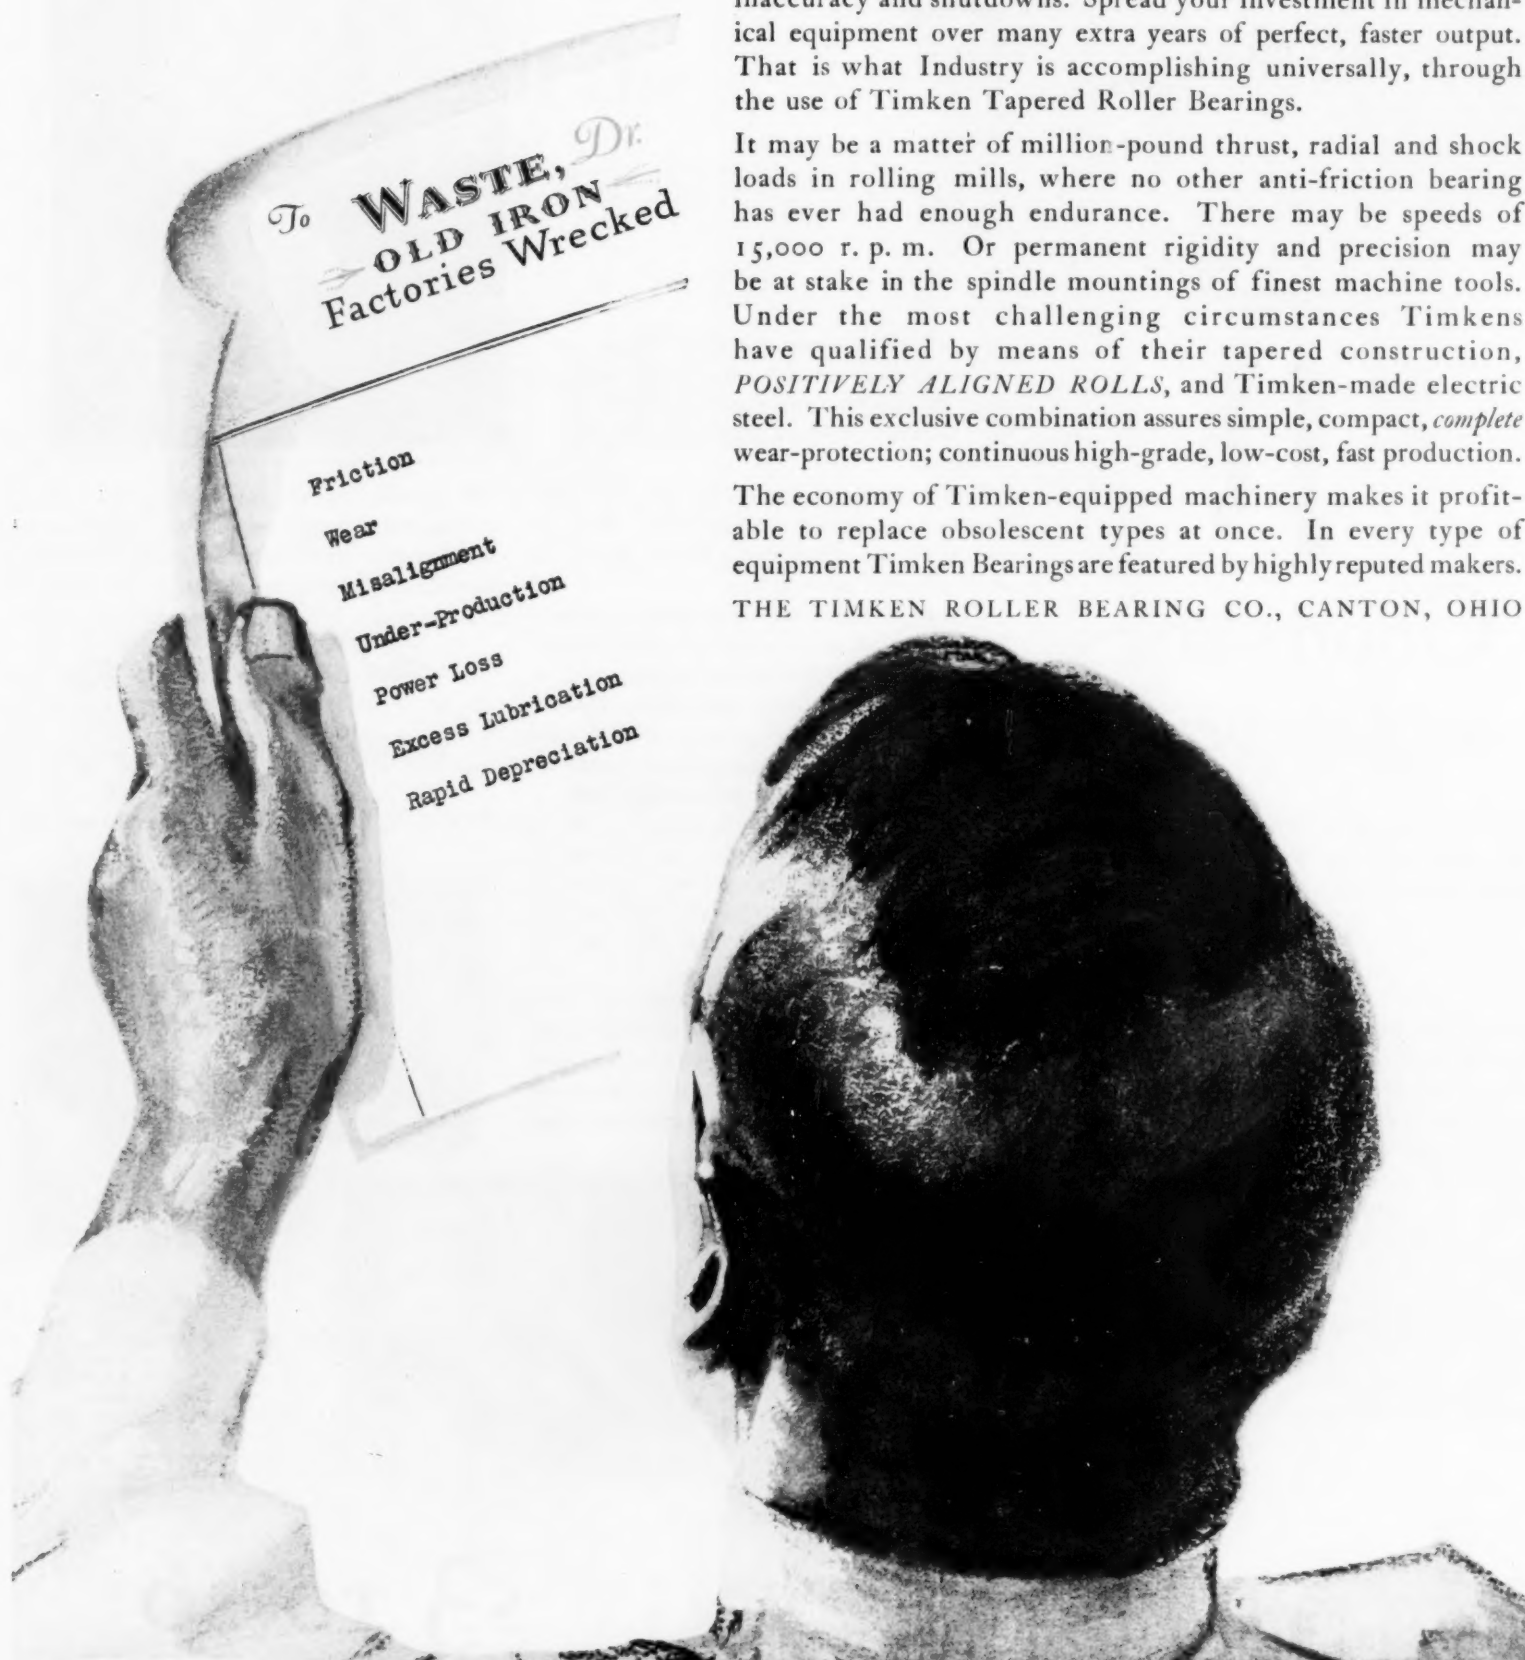 To WASTE, Dr.
OLD IRON
Factories Wrecked
Friction
Wear
Misalignment
Under-Production
Power Loss
Excess Lubrication
Rapid Depreciation
inaccuracy and shutdowns. Spread your investment in mechan-
ical equipment over many extra years of perfect, faster output.
That is what Industry is accomplishing universally, through
the use of Timken Tapered Roller Bearings.
It may be a matter of million-pound thrust, radial and shock
loads in rolling mills, where no other anti-friction bearing
has ever had enough endurance. There may be speeds of
15,000 r. p. m. Or permanent rigidity and precision may
be at stake in the spindle mountings of finest machine tools.
Under the most challenging circumstances Timkens
have qualified by means of their tapered construction,
POSITIVELY ALIGNED ROLLS, and Timken-made electric
steel. This exclusive combination assures simple, compact, complete
wear-protection; continuous high-grade, low-cost, fast production.
The economy of Timken-equipped machinery makes it profit-
able to replace obsolescent types at once. In every type of
equipment Timken Bearings are featured by highly reputed makers.
THE TIMKEN ROLLER BEARING CO., CANTON, OHIO